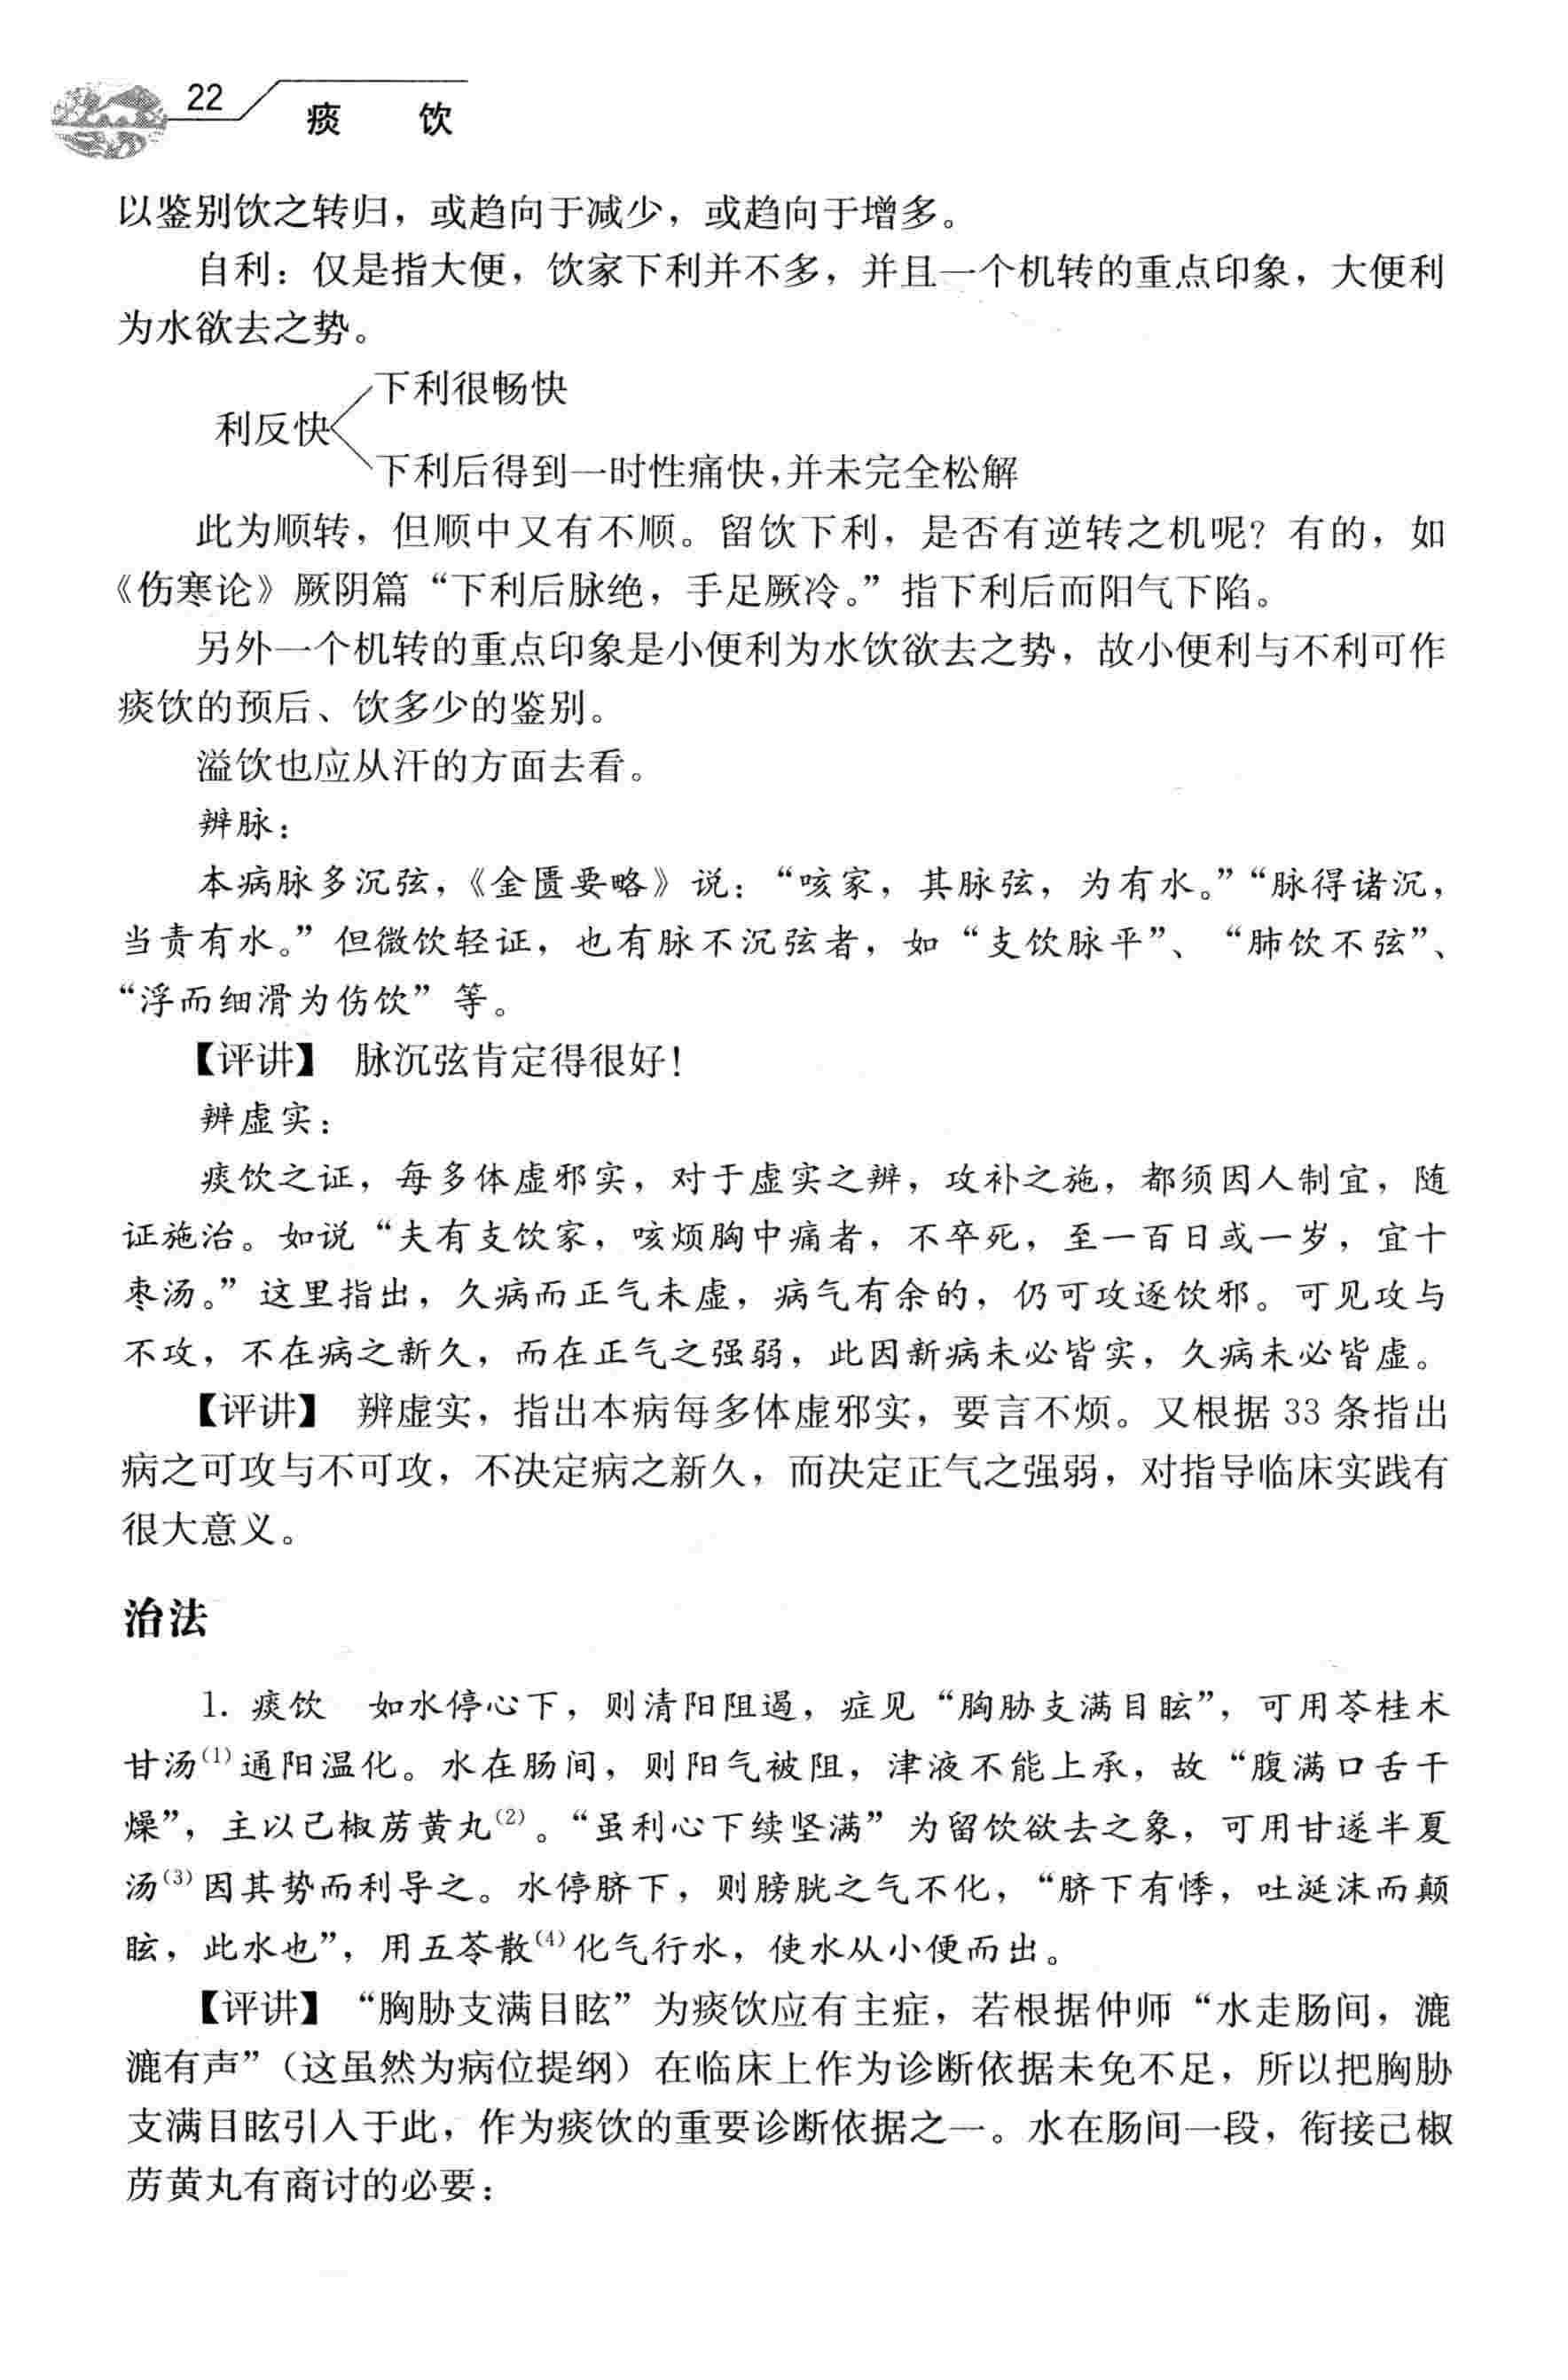 22
痰 饮
以鉴别饮之转归，或趋向于减少，或趋向于增多。
自利：仅是指大便，饮家下利并不多，并且一个机转的重点印象，大便利
为水欲去之势。
下利很畅快
利反快
下利后得到一时性痛快，并未完全松解
此为顺转，但顺中又有不顺。留饮下利，是否有逆转之机呢？有的，如
《伤寒论》厥阴篇“下利后脉绝，手足厥冷。”指下利后而阳气下陷。
另外一个机转的重点印象是小便利为水饮欲去之势，故小便利与不利可作
痰饮的预后、饮多少的鉴别。
溢饮也应从汗的方面去看。
辨脉：
本病脉多沉弦，《金匮要略》说：“咳家，其脉弦，为有水。”“脉得诸沉，
当责有水。”但微饮轻证，也有脉不沉弦者，如“支饮脉平”、“肺饮不弦”、
“浮而细滑为伤饮”等。
【评讲】 脉沉弦肯定得很好！
辨虚实：
痰饮之证，每多体虚邪实，对于虚实之辨，攻补之施，都须因人制宜，随
证施治。如说“夫有支饮家，咳烦胸中痛者，不卒死，至一百日或一岁，宜十
枣汤。”这里指出，久病而正气未虚，病气有余的，仍可攻逐饮邪。可见攻与
不攻，不在病之新久，而在正气之强弱，此因新病未必皆实，久病未必皆虚。
【评讲】 辨虚实，指出本病每多体虚邪实，要言不烦。又根据 33 条指出
病之可攻与不可攻，不决定病之新久，而决定正气之强弱，对指导临床实践有
很大意义。
治法
1. 痰饮 如水停心下，则清阳阻遏，症见“胸胁支满目眩”，可用苓桂术
甘汤⁽¹⁾通阳温化。水在肠间，则阳气被阻，津液不能上承，故“腹满口舌干
燥”，主以己椒苈黄丸⁽²⁾。“虽利心下续坚满”为留饮欲去之象，可用甘遂半夏
汤⁽³⁾因其势而利导之。水停脐下，则膀胱之气不化，“脐下有悸，吐涎沫而颠
眩，此水也”，用五苓散⁽⁴⁾化气行水，使水从小便而出。
【评讲】 “胸胁支满目眩”为痰饮应有主症，若根据仲师“水走肠间，漉
漉有声”（这虽然为病位提纲）在临床上作为诊断依据未免不足，所以把胸胁
支满目眩引入于此，作为痰饮的重要诊断依据之一。水在肠间一段，衔接己椒
苈黄丸有商讨的必要：